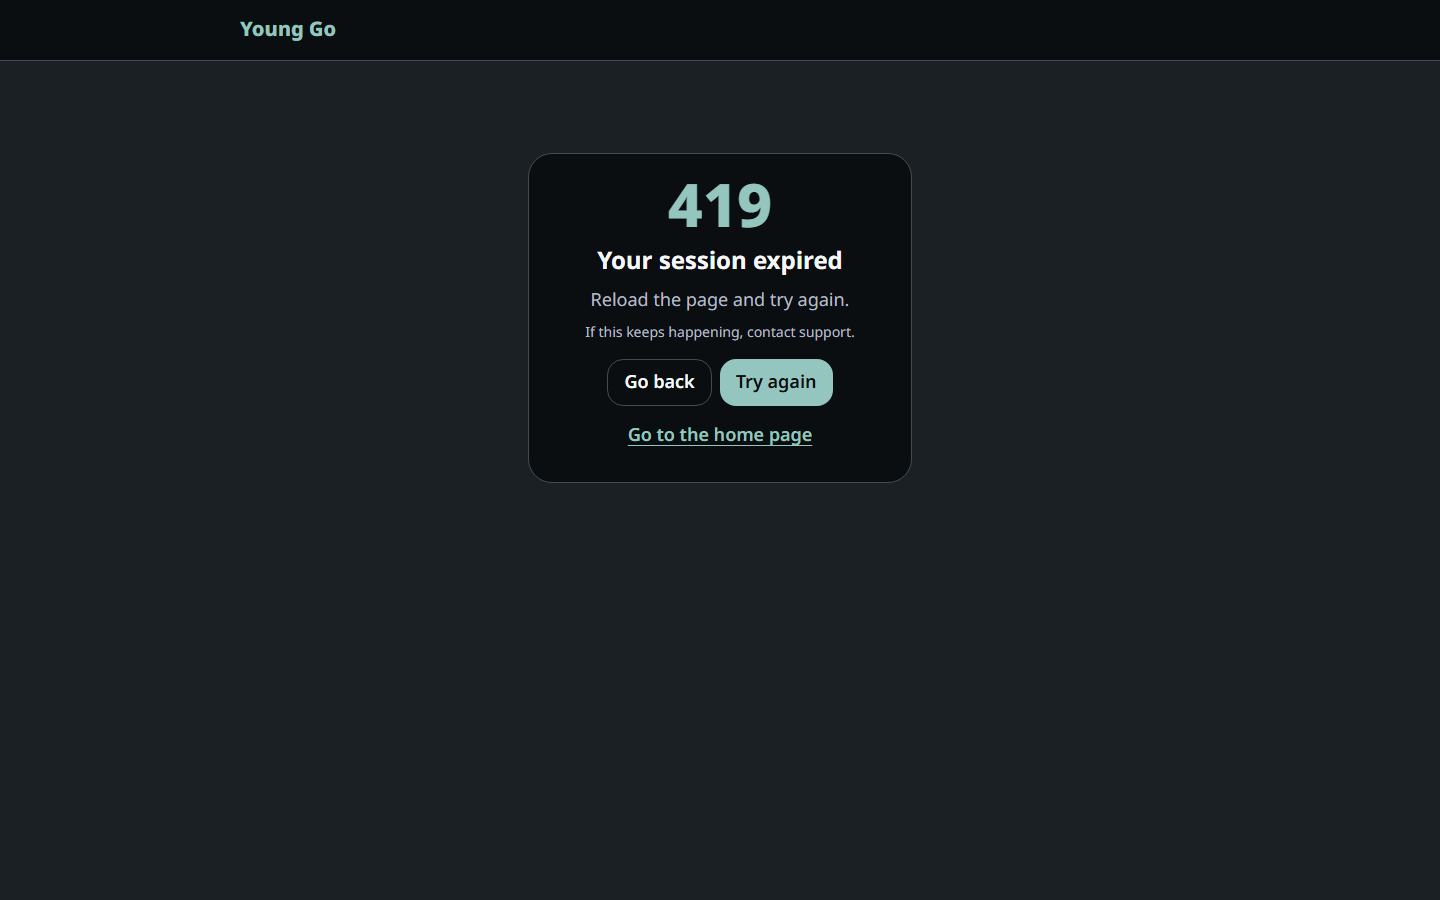 Young Go
419
Your session expired
Reload the page and try again.
If this keeps happening, contact support.
Go back Try again
Go to the home page